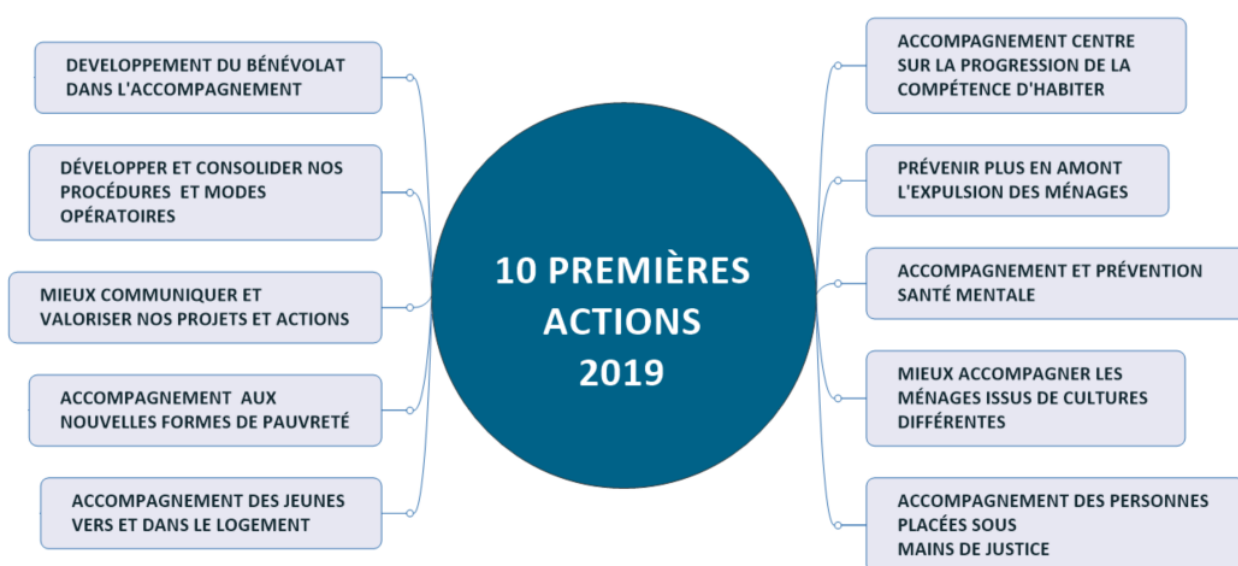 DEVELOPPEMENT DU BÉNÉVOLAT
DANS L'ACCOMPAGNEMENT
DÉVELOPPER ET CONSOLIDER NOS
PROCÉDURES ET MODES
OPÉRATOIRES
MIEUX COMMUNIQUER ET
VALORISER NOS PROJETS ET ACTIONS
ACCOMPAGNEMENT AUX
NOUVELLES FORMES DE PAUVRETÉ
ACCOMPAGNEMENT DES JEUNES
VERS ET DANS LE LOGEMENT
10 PREMIÈRES
ACTIONS
2019
ACCOMPAGNEMENT CENTRE
SUR LA PROGRESSION DE LA
COMPÉTENCE D'HABITER
PRÉVENIR PLUS EN AMONT
L'EXPULSION DES MÉNAGES
ACCOMPAGNEMENT ET PRÉVENTION
SANTÉ MENTALE
MIEUX ACCOMPAGNER LES
MÉNAGES ISSUS DE CULTURES
DIFFÉRENTES
ACCOMPAGNEMENT DES PERSONNES
PLACÉES SOUS
MAINS DE JUSTICE